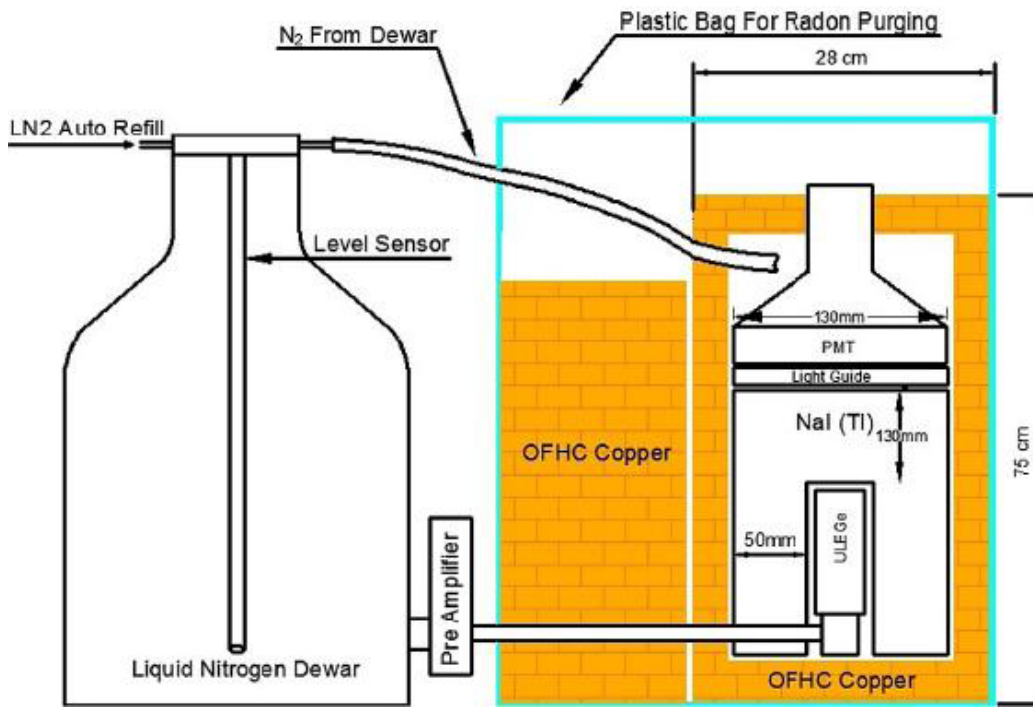 Plastic Bag For Radon Purging
N₂ From Dewar
28 cm
LN2 Auto Refill
Level Sensor
130mm
PMT
Light Guide
NaI (Tl)
130mm
OFHC Copper
75 cm
50mm
ULEGe
Pre Amplifier
Liquid Nitrogen Dewar
OFHC Copper